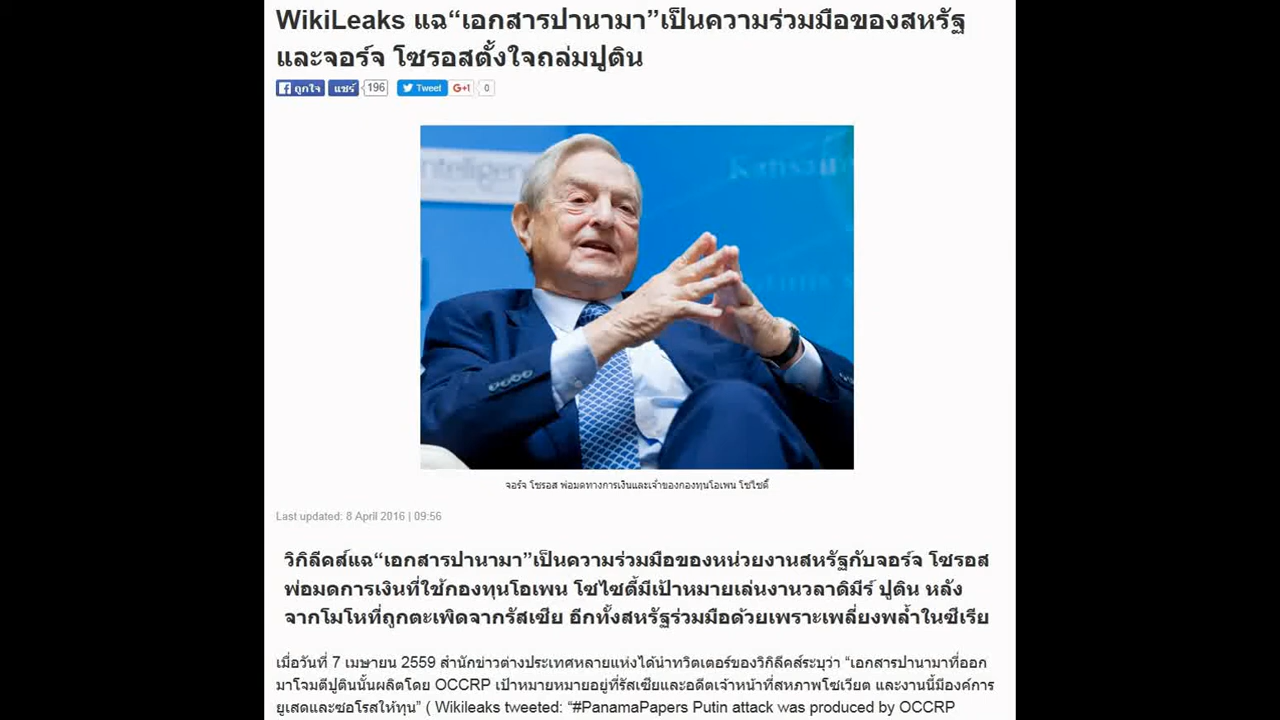 WikiLeaks แฉ“เอกสารปานามา”เป็นความร่วมมือของสหรัฐ
และจอร์จ โซรอสตั้งใจถล่มปูติน
ถูกใจ แชร์ 196 Tweet G+1 0
intelligenc
จอร์จ โซรอส พ่อมดทางการเงินและเจ้าของกองทุนโอเพน โซไซตี้
Last updated: 8 April 2016 | 09:56
วิกิลีคส์แฉ“เอกสารปานามา”เป็นความร่วมมือของหน่วยงานสหรัฐกับจอร์จ โซรอส
พ่อมดการเงินที่ใช้กองทุนโอเพน โซไซตี้มีเป้าหมายเล่นงานวลาดิมีร์ ปูติน หลัง
จากโมโหที่ถูกตะเพิดจากรัสเซีย อีกทั้งสหรัฐร่วมมือด้วยเพราะเพลี่ยงพล้ำในซีเรีย
เมื่อวันที่ 7 เมษายน 2559 สำนักข่าวต่างประเทศหลายแห่งได้นำทวิตเตอร์ของวิกิลีคส์ระบุว่า “เอกสารปานามาที่ออก
มาโจมตีปูตินนั้นผลิตโดย OCCRP เป้าหมายหมายอยู่ที่รัสเซียและอดีตเจ้าหน้าที่สหภาพโซเวียต และงานนี้มีองค์การ
ยูเสดและซอโรสให้ทุน” ( Wikileaks tweeted: “#PanamaPapers Putin attack was produced by OCCRP